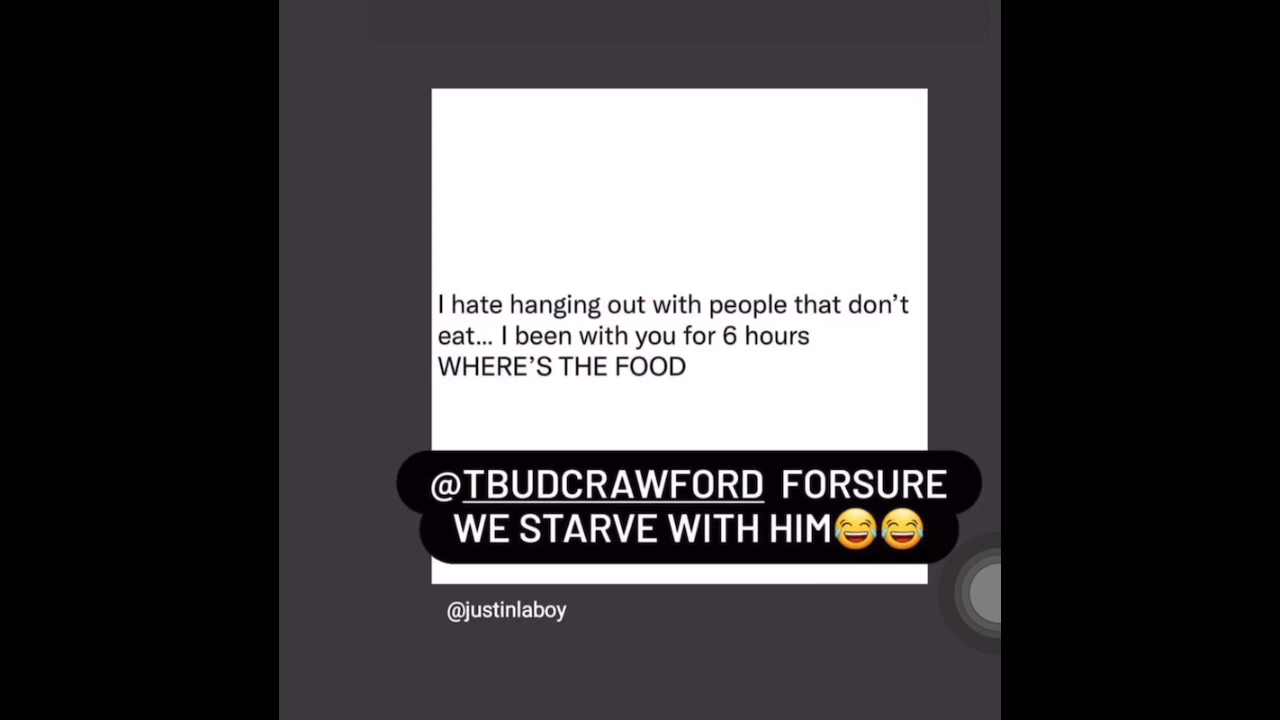 I hate hanging out with people that don’t
eat... I been with you for 6 hours
WHERE’S THE FOOD
@TBUDCRAWFORD FORSURE
WE STARVE WITH HIM😂😂
@justinlaboy